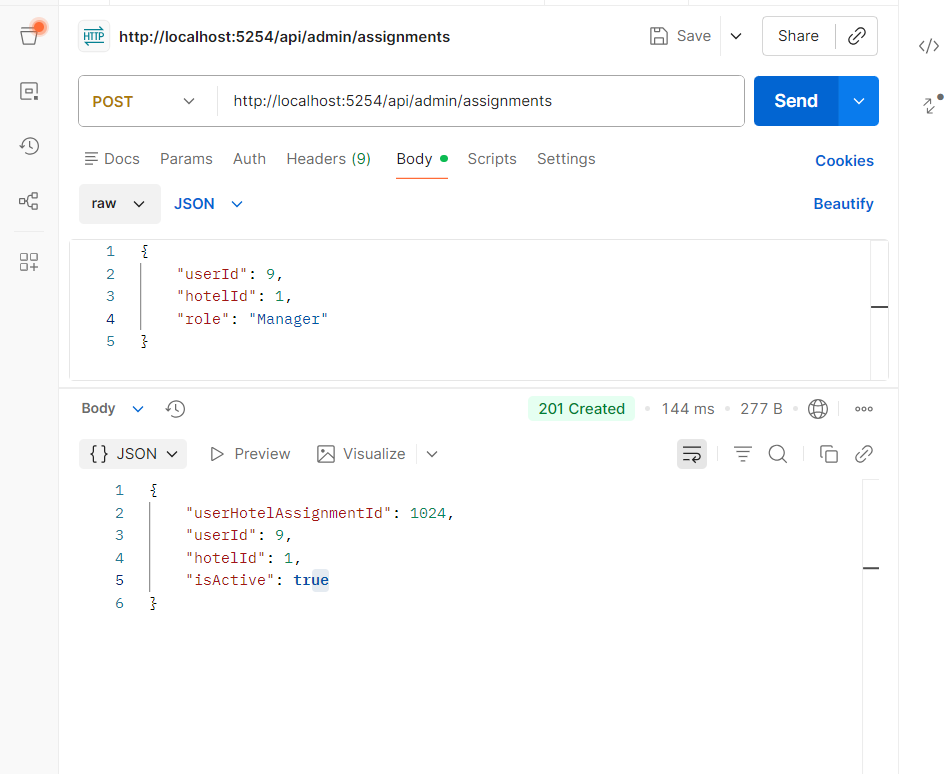 HTTP http://localhost:5254/api/admin/assignments Save Share
POST http://localhost:5254/api/admin/assignments Send
Docs Params Auth Headers (9) Body Scripts Settings Cookies
raw JSON Beautify
1 {
2 "userId": 9,
3 "hotelId": 1,
4 "role": "Manager"
5 }
Body 201 Created 144 ms 277 B
{} JSON Preview Visualize
1 {
2 "userHotelAssignmentId": 1024,
3 "userId": 9,
4 "hotelId": 1,
5 "isActive": true
6 }